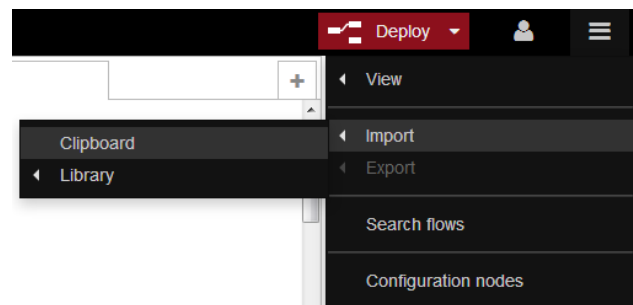 Deploy
+
View
Clipboard
Import
Library
Export
Search flows
Configuration nodes